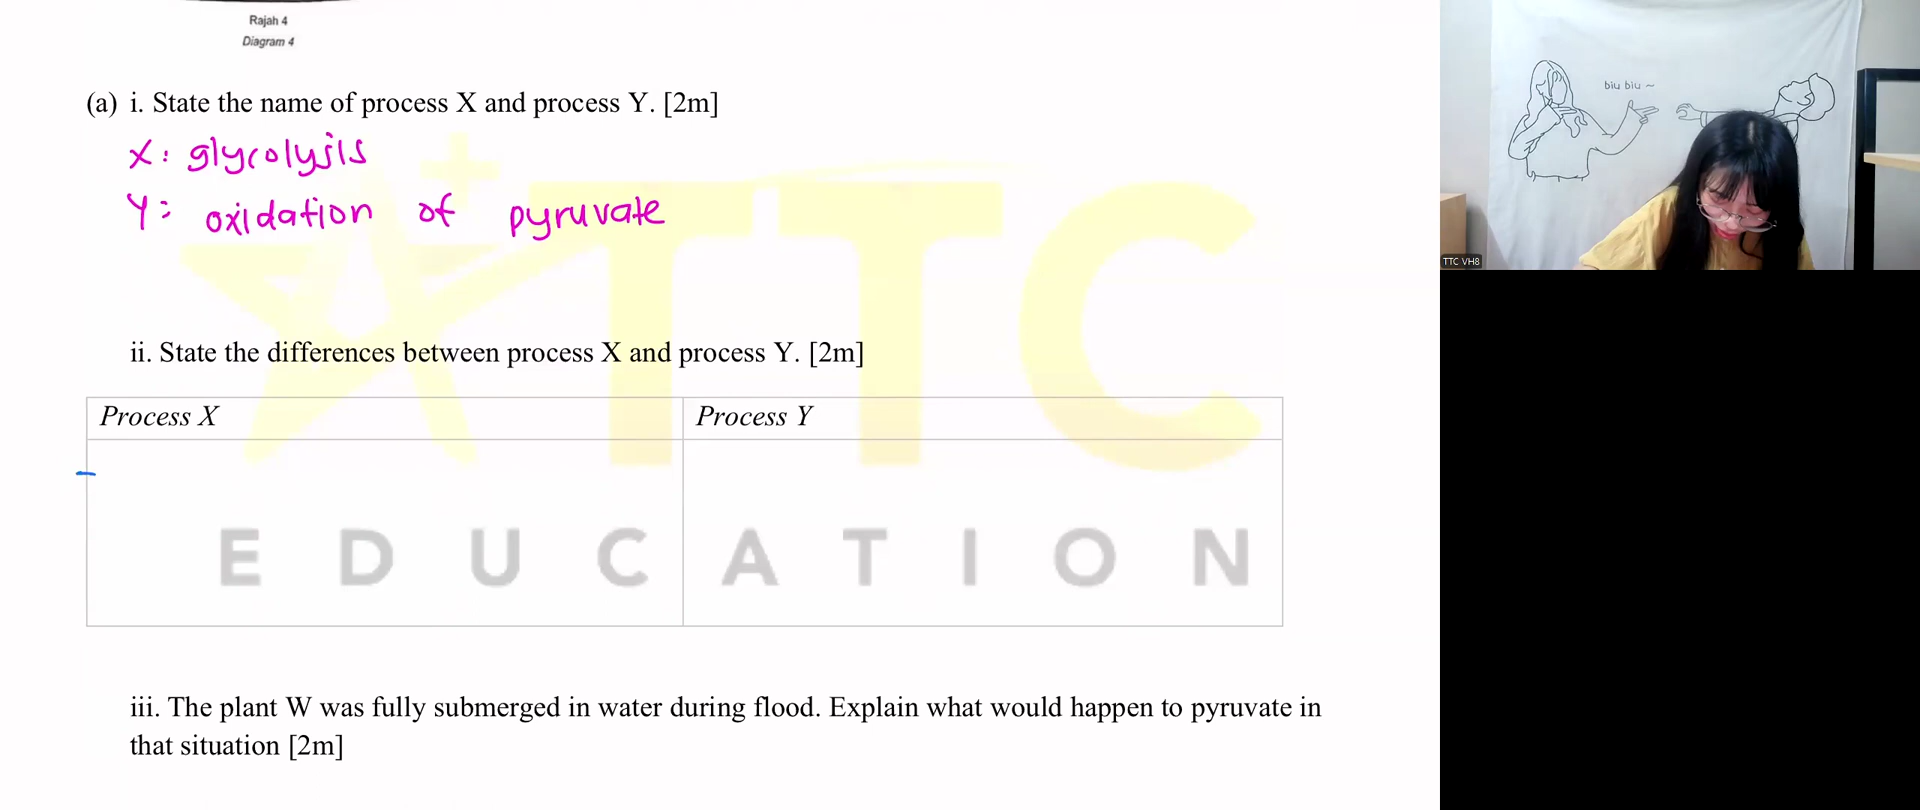 Rajah 4
Diagram 4
(a) i. State the name of process X and process Y. [2m]
X: glycolysis
Y: oxidation of pyruvate
ii. State the differences between process X and process Y. [2m]
Process X
Process Y
TTC
EDUCATION
iii. The plant W was fully submerged in water during flood. Explain what would happen to pyruvate in
that situation [2m]
biu biu ~
TTC VH8